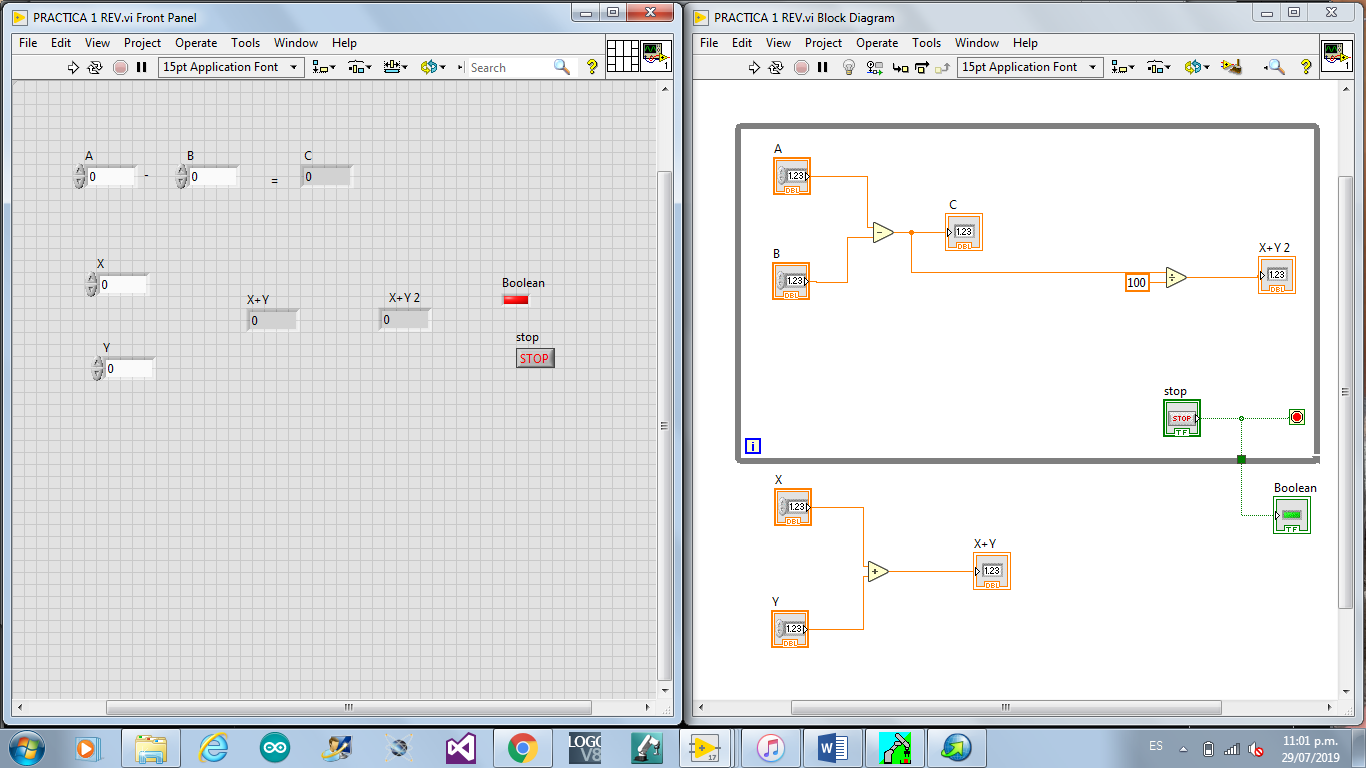 PRACTICA 1 REV.vi Front Panel
File Edit View Project Operate Tools Window Help
15pt Application Font
Search
1
A
0
-
B
0
=
C
0
X
0
Y
0
X+Y
0
X+Y 2
0
Boolean
stop
STOP
PRACTICA 1 REV.vi Block Diagram
File Edit View Project Operate Tools Window Help
15pt Application Font
1
A
1.23
DBL
B
1.23
DBL
-
C
1.23
DBL
100
÷
X+Y 2
1.23
DBL
stop
STOP
TF
i
X
1.23
DBL
Y
1.23
DBL
+
X+Y
1.23
DBL
Boolean
TF
LOGO
V8
17
W
ES
11:01 p.m.
29/07/2019